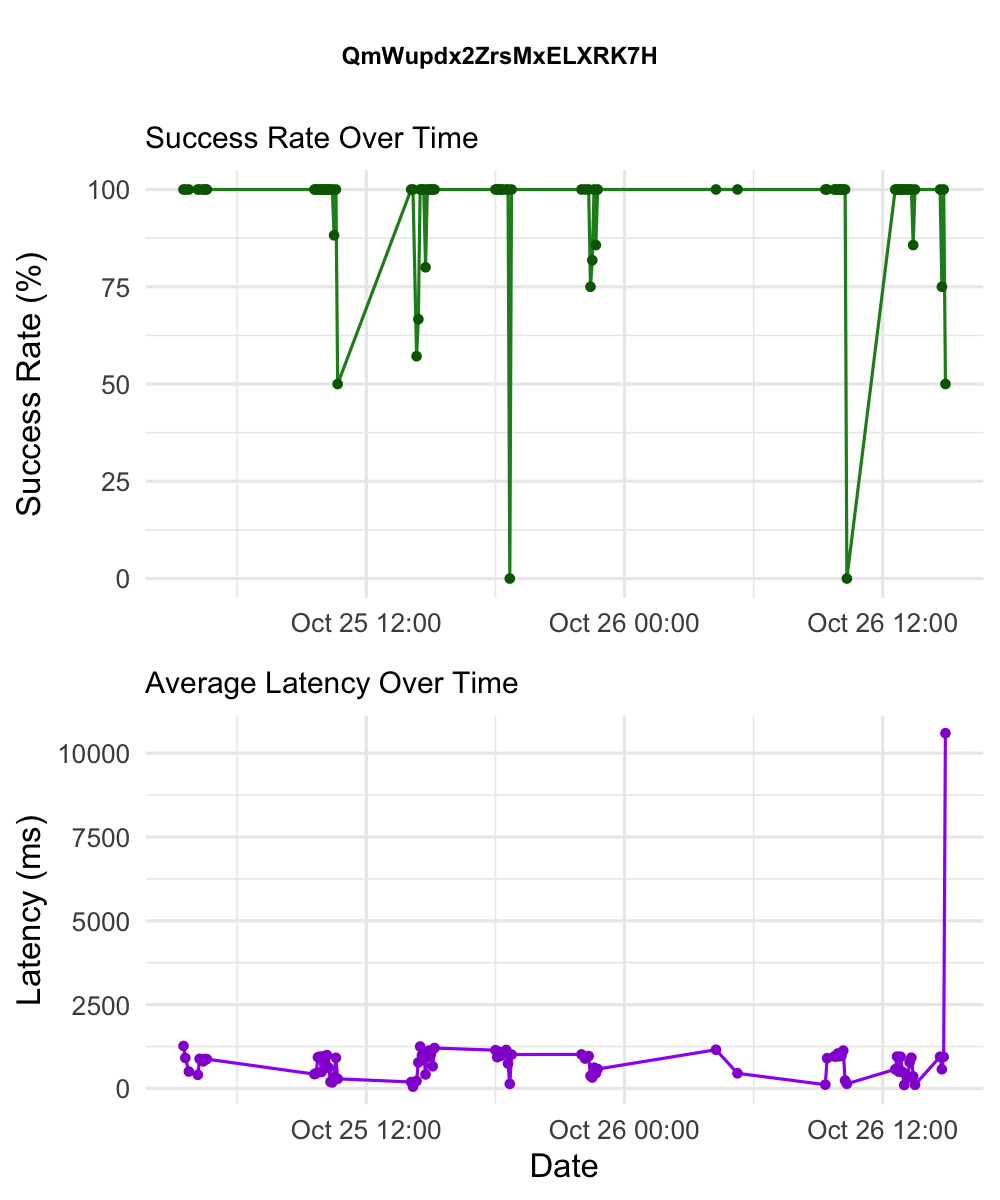 QmWupdx2ZrsMxELXRK7H
Success Rate Over Time
Success Rate (%)
100
75
50
25
0
Oct 25 12:00 Oct 26 00:00 Oct 26 12:00
Average Latency Over Time
Latency (ms)
10000
7500
5000
2500
0
Oct 25 12:00 Oct 26 00:00 Oct 26 12:00
Date